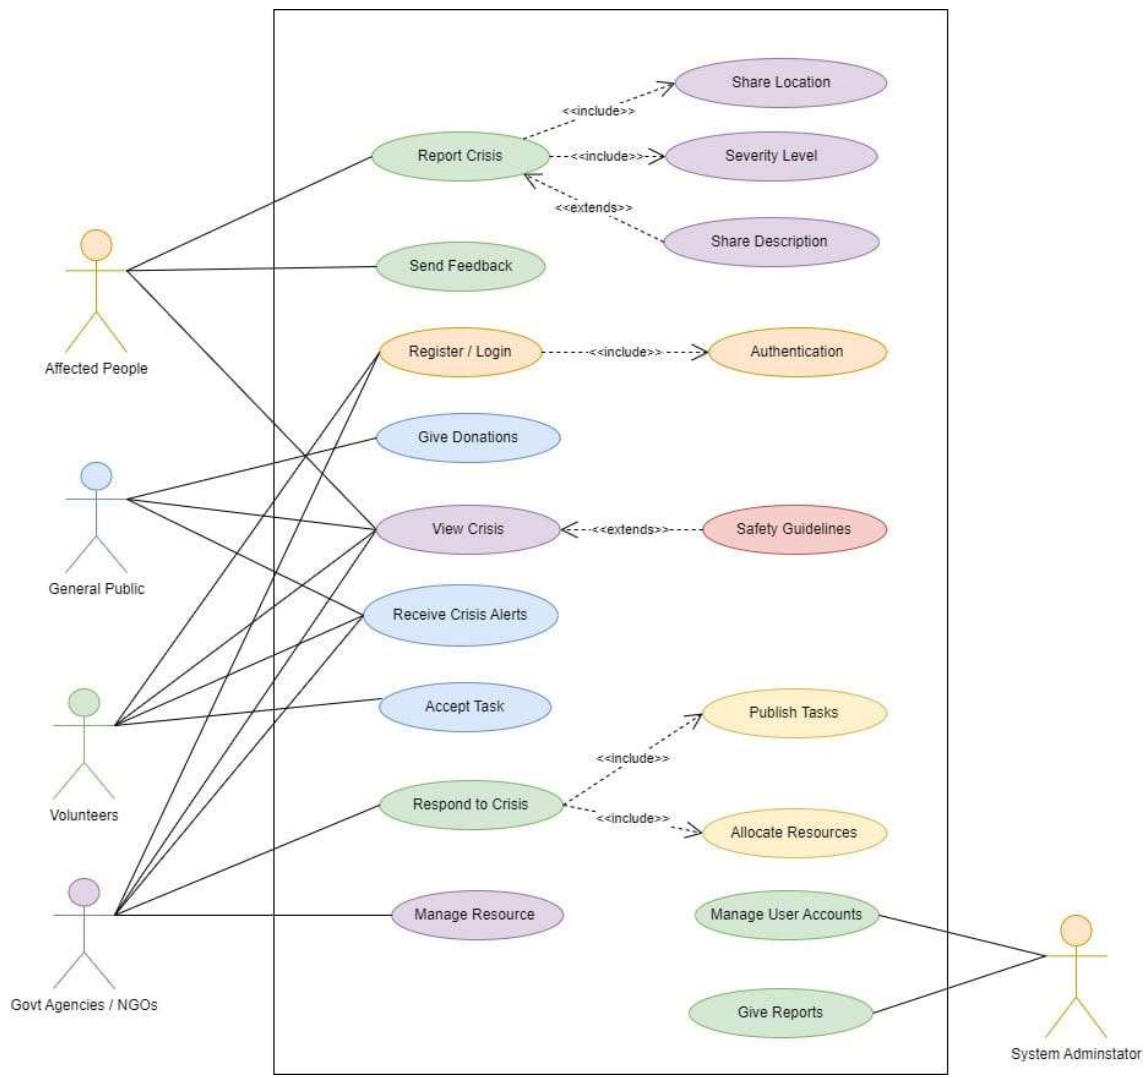 Share Location
<<include>>
Report Crisis
<<include>>
Severity Level
<<extends>>
Share Description
Send Feedback
Affected People
Register / Login
<<include>>
Authentication
Give Donations
General Public
View Crisis
<<extends>>
Safety Guidelines
Receive Crisis Alerts
Accept Task
Publish Tasks
Volunteers
<<include>>
Respond to Crisis
<<include>>
Allocate Resources
Manage Resource
Manage User Accounts
Govt Agencies / NGOs
Give Reports
System Adminstator